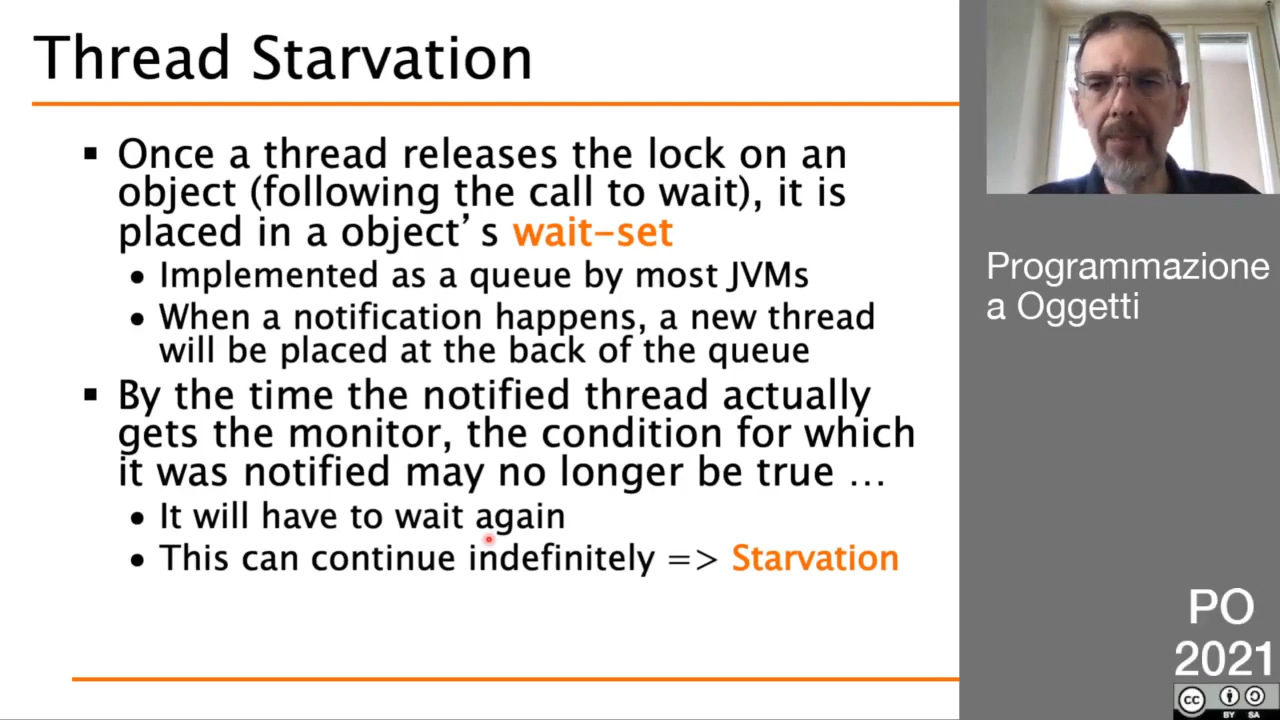 Thread Starvation
▪ Once a thread releases the lock on an
object (following the call to wait), it is
placed in a object’s wait-set
• Implemented as a queue by most JVMs
• When a notification happens, a new thread
will be placed at the back of the queue
▪ By the time the notified thread actually
gets the monitor, the condition for which
it was notified may no longer be true …
• It will have to wait again
• This can continue indefinitely => Starvation
Programmazione
a Oggetti
PO
2021
cc
BY SA